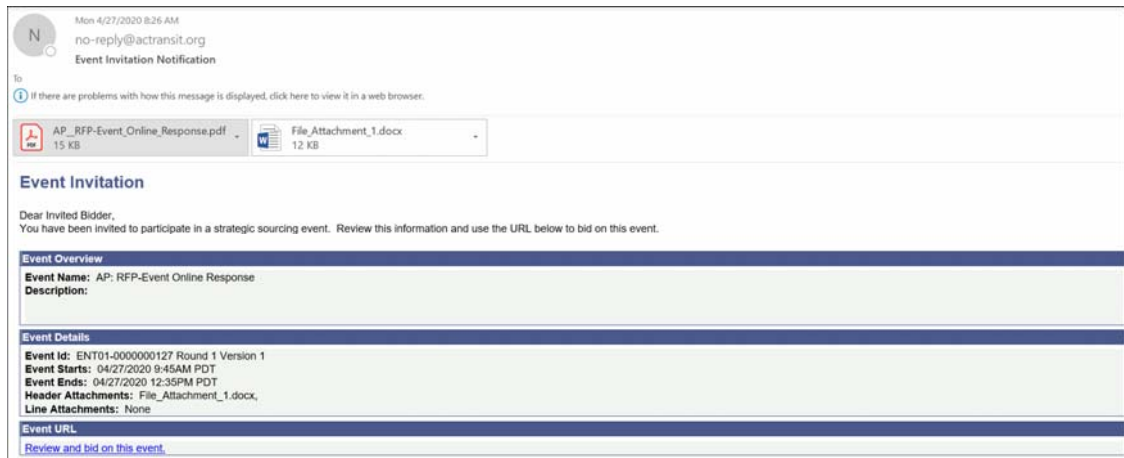 Mon 4/27/2020 8:26 AM
N
no-reply@actransit.org
Event Invitation Notification
To
If there are problems with how this message is displayed, click here to view it in a web browser.
AP__RFP-Event_Online_Response.pdf
15 KB
File_Attachment_1.docx
12 KB
Event Invitation
Dear Invited Bidder,
You have been invited to participate in a strategic sourcing event. Review this information and use the URL below to bid on this event.
Event Overview
Event Name: AP: RFP-Event Online Response
Description:
Event Details
Event Id: ENT01-0000000127 Round 1 Version 1
Event Starts: 04/27/2020 9:45AM PDT
Event Ends: 04/27/2020 12:35PM PDT
Header Attachments: File_Attachment_1.docx,
Line Attachments: None
Event URL
Review and bid on this event.